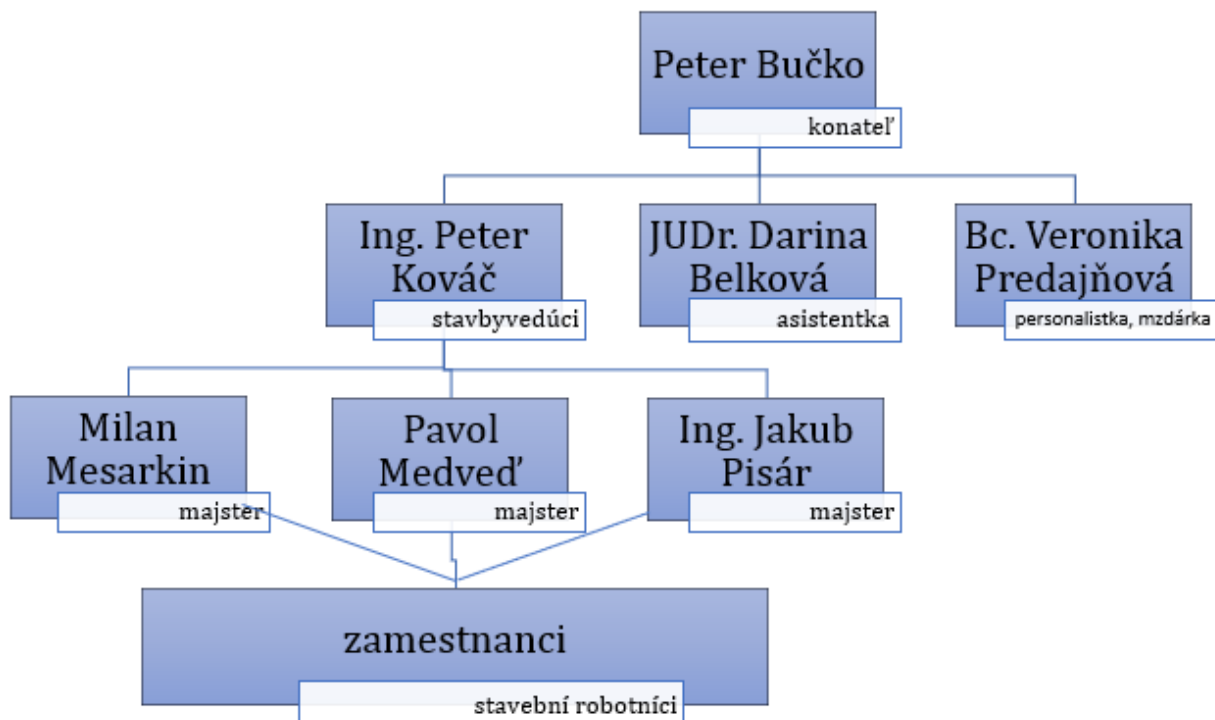 Peter Bučko
konateľ
Ing. Peter
Kováč
stavbyvedúci
JUDr. Darina
Belková
asistentka
Bc. Veronika
Predajňová
personalistka, mzdárka
Milan
Mesarkin
majster
Pavol
Medveď
majster
Ing. Jakub
Pisár
majster
zamestnanci
stavební robotníci